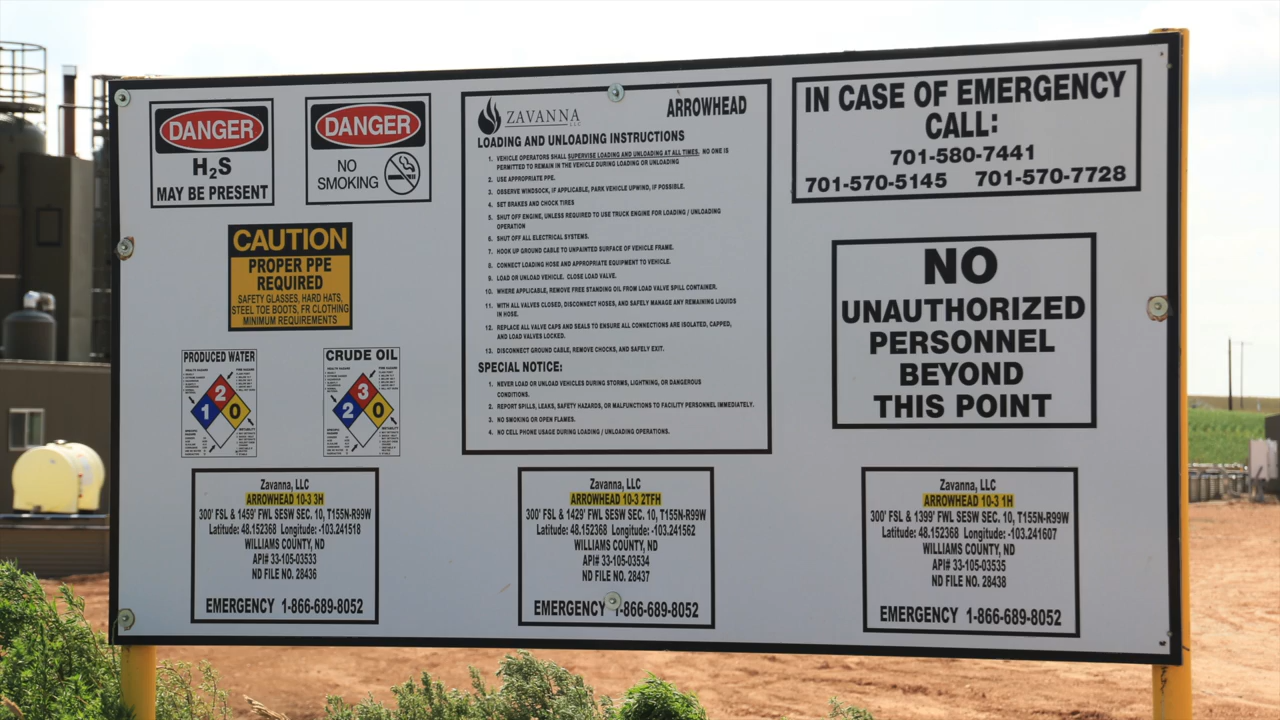 DANGER
H₂S
MAY BE PRESENT
DANGER
NO
SMOKING
CAUTION
PROPER PPE
REQUIRED
SAFETY GLASSES, HARD HATS,
STEEL TOE BOOTS, FR CLOTHING
MINIMUM REQUIREMENTS
PRODUCED WATER
2
1 0
CRUDE OIL
3
2 0
ZAVANNA
LLC
ARROWHEAD
LOADING AND UNLOADING INSTRUCTIONS
1. VEHICLE OPERATORS SHALL SUPERVISE LOADING AND UNLOADING AT ALL TIMES. NO ONE IS
PERMITTED TO REMAIN IN THE VEHICLE DURING LOADING OR UNLOADING
2. USE APPROPRIATE PPE.
3. OBSERVE WINDSOCK, IF APPLICABLE, PARK VEHICLE UPWIND, IF POSSIBLE.
4. SET BRAKES AND CHOCK TIRES
5. SHUT OFF ENGINE, UNLESS REQUIRED TO USE TRUCK ENGINE FOR LOADING / UNLOADING
OPERATION
6. SHUT OFF ALL ELECTRICAL SYSTEMS.
7. HOOK UP GROUND CABLE TO UNPAINTED SURFACE OF VEHICLE FRAME.
8. CONNECT LOADING HOSE AND APPROPRIATE EQUIPMENT TO VEHICLE.
9. LOAD OR UNLOAD VEHICLE. CLOSE LOAD VALVE.
10. WHERE APPLICABLE, REMOVE FREE STANDING OIL FROM LOAD VALVE SPILL CONTAINER.
11. WITH ALL VALVES CLOSED, DISCONNECT HOSES, AND SAFELY MANAGE ANY REMAINING LIQUIDS
IN HOSE.
12. REPLACE ALL VALVE CAPS AND SEALS TO ENSURE ALL CONNECTIONS ARE ISOLATED, CAPPED,
AND LOAD VALVES LOCKED.
13. DISCONNECT GROUND CABLE, REMOVE CHOCKS, AND SAFELY EXIT.
SPECIAL NOTICE:
1. NEVER LOAD OR UNLOAD VEHICLES DURING STORMS, LIGHTNING, OR DANGEROUS
CONDITIONS.
2. REPORT SPILLS, LEAKS, SAFETY HAZARDS, OR MALFUNCTIONS TO FACILITY PERSONNEL IMMEDIATELY.
3. NO SMOKING OR OPEN FLAMES.
4. NO CELL PHONE USAGE DURING LOADING / UNLOADING OPERATIONS.
IN CASE OF EMERGENCY
CALL:
701-580-7441
701-570-5145 701-570-7728
NO
UNAUTHORIZED
PERSONNEL
BEYOND
THIS POINT
Zavanna, LLC
ARROWHEAD 10-3 3H
300' FSL & 1459' FWL SESW SEC. 10, T155N-R99W
Latitude: 48.152368 Longitude: -103.241518
WILLIAMS COUNTY, ND
API# 33-105-03533
ND FILE NO. 28436
EMERGENCY 1-866-689-8052
Zavanna, LLC
ARROWHEAD 10-3 2TFH
300' FSL & 1429' FWL SESW SEC. 10, T155N-R99W
Latitude: 48.152368 Longitude: -103.241562
WILLIAMS COUNTY, ND
API# 33-105-03534
ND FILE NO. 28437
EMERGENCY 1-866-689-8052
Zavanna, LLC
ARROWHEAD 10-3 1H
300' FSL & 1399' FWL SESW SEC. 10, T155N-R99W
Latitude: 48.152368 Longitude: -103.241607
WILLIAMS COUNTY, ND
API# 33-105-03535
ND FILE NO. 28438
EMERGENCY 1-866-689-8052